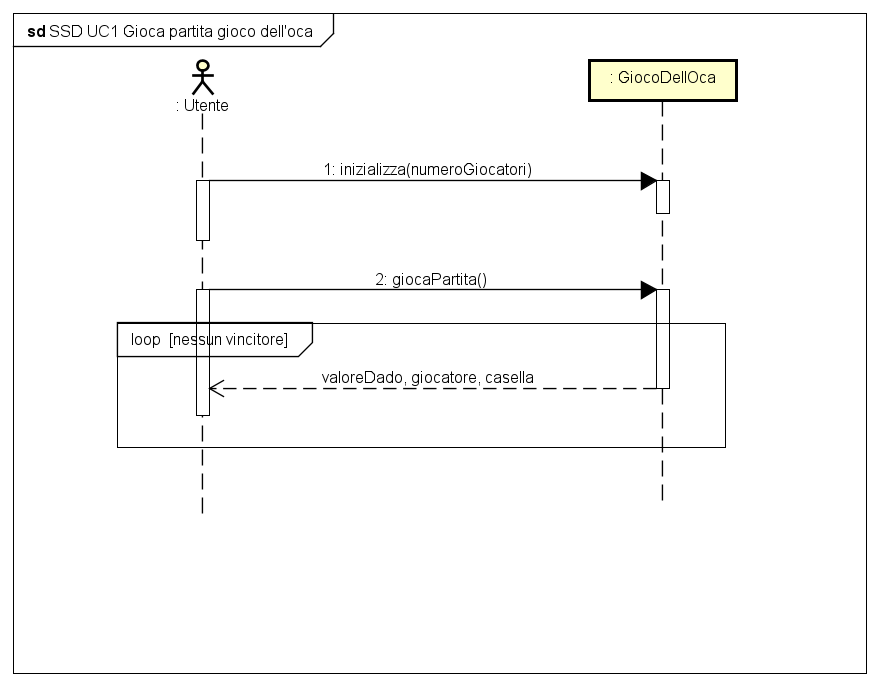 sd SSD UC1 Gioca partita gioco dell'oca
: Utente
: GiocoDellOca
1: inizializza(numeroGiocatori)
2: giocaPartita()
loop [nessun vincitore]
valoreDado, giocatore, casella